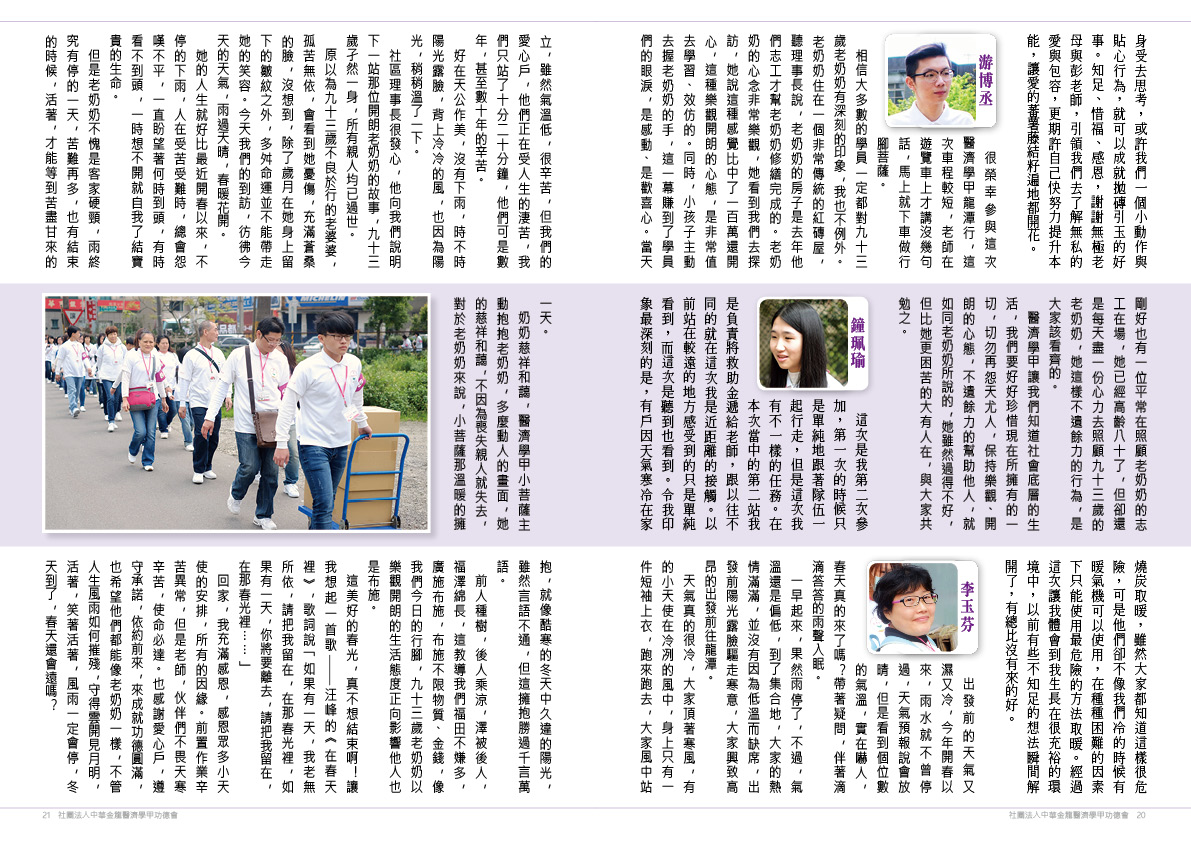 身受去思考，或許我們一個小動作與
貼心行為，就可以成就拋磚引玉的好
事。知足、惜福、感恩，謝謝無極老
母與彭老師，引領我們去了解無私的
愛與包容，更期許自己快努力提升本
能，讓愛的蕃薯藤結籽遍地都開花。
游博丞
很榮幸參與這次
醫濟學甲龍潭行，這
次車程較短，老師在
遊覽車上才講沒幾句
話，馬上就下車做行
腳菩薩。
相信大多數的學員一定都對九十三
歲老奶奶有深刻的印象，我也不例外。
老奶奶住在一個非常傳統的紅磚屋，
聽理事長說，老奶奶的房子是去年他
們志工才幫老奶奶修繕完成的。老奶
奶的心念非常樂觀，她看到我們去探
訪，她說這種感覺比中了一百萬還開
心，這種樂觀開朗的心態，是非常值
去學習、效仿的。同時，小孩子主動
去握老奶奶的手，這一幕賺到了學員
們的眼淚，是感動、是歡喜心。當天
剛好也有一位平常在照顧老奶奶的志
工在場，她已經高齡八十了，但卻還
是每天盡一份心力去照顧九十三歲的
老奶奶，她這樣不遺餘力的行為，是
大家該看齊的。
醫濟學甲讓我們知道社會底層的生
活，我們要好好珍惜現在所擁有的一
切，切勿再怨天尤人，保持樂觀、開
朗的心態，不遺餘力的幫助他人，就
如同老奶奶所說的，她雖然過得不好，
但比她更困苦的大有人在，與大家共
勉之。
鐘珮瑜
這次是我第二次參
加，第一次的時候只
是單純地跟著隊伍一
起行走，但是這次我
有不一樣的任務。在
本次當中的第二站我
是負責將救助金遞給老師，跟以往不
同的就在這次我是近距離的接觸。以
前站在較遠的地方感受到的只是單純
看到，而這次是聽到也看到。令我印
象最深刻的是，有戶因天氣寒冷在家
燒炭取暖，雖然大家都知道這樣很危
險，可是他們卻不像我們冷的時候有
暖氣機可以使用，在種種困難的因素
下只能使用最危險的方法取暖。經過
這次讓我體會到我生長在很充裕的環
境中，以前有些不知足的想法瞬間解
開了，有總比沒有來的好。
李玉芬
出發前的天氣又
濕又冷，今年開春以
來，雨水就不曾停
過，天氣預報說會放
晴，但是看到個位數
的氣溫，實在嚇人，
春天真的來了嗎？帶著疑問，伴著滴
滴答答的雨聲入眠。
一早起來，果然雨停了，不過，氣
溫還是偏低，到了集合地，大家的熱
情滿滿，並沒有因為低溫而缺席，出
發前陽光露臉驅走寒意，大家興致高
昂的出發前往龍潭。
天氣真的很冷，大家頂著寒風，有
的小天使在冷冽的風中，身上只有一
件短袖上衣，跑來跑去，大家風中站
社團法人中華金龍醫濟學甲功德會 20
立，雖然氣溫低，很辛苦，但我們的
愛心戶，他們正在受人生的淒苦，我
們只站了十分二十分鐘，他們可是數
年，甚至數十年的辛苦。
好在天公作美，沒有下雨，時不時
陽光露臉，背上冷冷的風，也因為陽
光，稍稍溫了一下。
社區理事長很發心，他向我們說明
下一站那位開朗老奶奶的故事，九十三
歲孑然一身，所有親人均己過世。
原以為九十三歲不良於行的老婆婆，
孤苦無依，會看到她憂傷，充滿蒼桑
的臉，沒想到，除了歲月在她身上留
下的皺紋之外，多舛命運並不能帶走
她的笑容。今天我們的到訪，彷彿今
天的天氣，雨過天晴，春暖花開。
她的人生就好比最近開春以來，不
停的下雨，人在受苦受難時，總會怨
嘆不平，一直盼望著何時到頭，有時
看不到頭，一時想不開就自我了結寶
貴的生命。
但是老奶奶不愧是客家硬頸，雨終
究有停的一天，苦難再多，也有結束
的時候，活著，才能等到苦盡甘來的
一天。
奶奶慈祥和藹，醫濟學甲小菩薩主
動抱抱老奶奶，多麼動人的畫面，她
的慈祥和藹，不因為喪失親人就失去，
對於老奶奶來說，小菩薩那溫暖的擁
MICHELIN
抱，就像酷寒的冬天中久違的陽光，
雖然言語不通，但這擁抱勝過千言萬
語。
前人種樹，後人乘涼，澤被後人，
福澤綿長，這教導我們福田不嫌多，
廣施布施，布施不限物質、金錢，像
我們今日的行腳，九十三歲老奶奶以
樂觀開朗的生活態度正向影響他人也
是布施。
這美好的春光，真不想結束啊！讓
我想起一首歌——汪峰的《在春天
裡》，歌詞說「如果有一天，我老無
所依，請把我留在，在那春光裡，如
果有一天，你將要離去，請把我留在，
在那春光裡……」
回家，我充滿感恩，感恩眾多小天
使的安排，所有的因緣。前置作業辛
苦異常，但是老師，伙伴們不畏天寒
辛苦，使命必達。也感謝愛心戶，遵
守承諾，依約前來，來成就功德圓滿，
也希望他們都能像老奶奶一樣，不管
人生風雨如何摧殘，守得雲開見月明，
活著，笑著活著，風雨一定會停，冬
天到了，春天還會遠嗎？
21 社團法人中華金龍醫濟學甲功德會